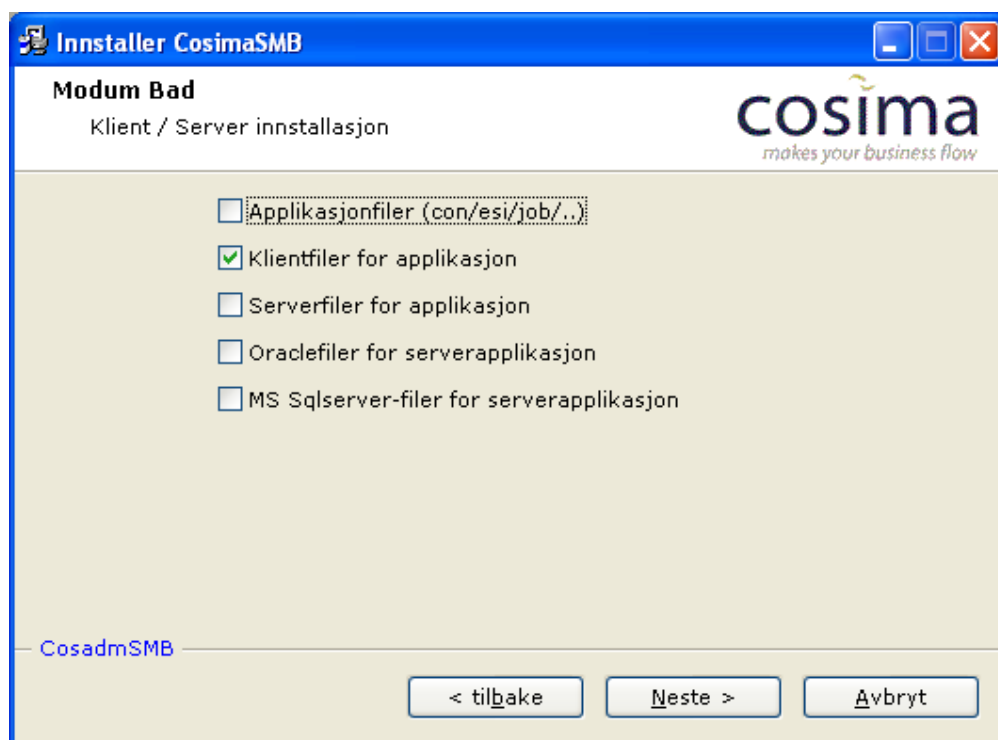 Innstaller CosimaSMB
Modum Bad
Klient / Server innstallasjon
cosima
makes your business flow
Applikasjonfiler (con/esi/job/..)
Klientfiler for applikasjon
Serverfiler for applikasjon
Oraclefiler for serverapplikasjon
MS Sqlserver-filer for serverapplikasjon
CosadmSMB
< tilbake
Neste >
Avbryt